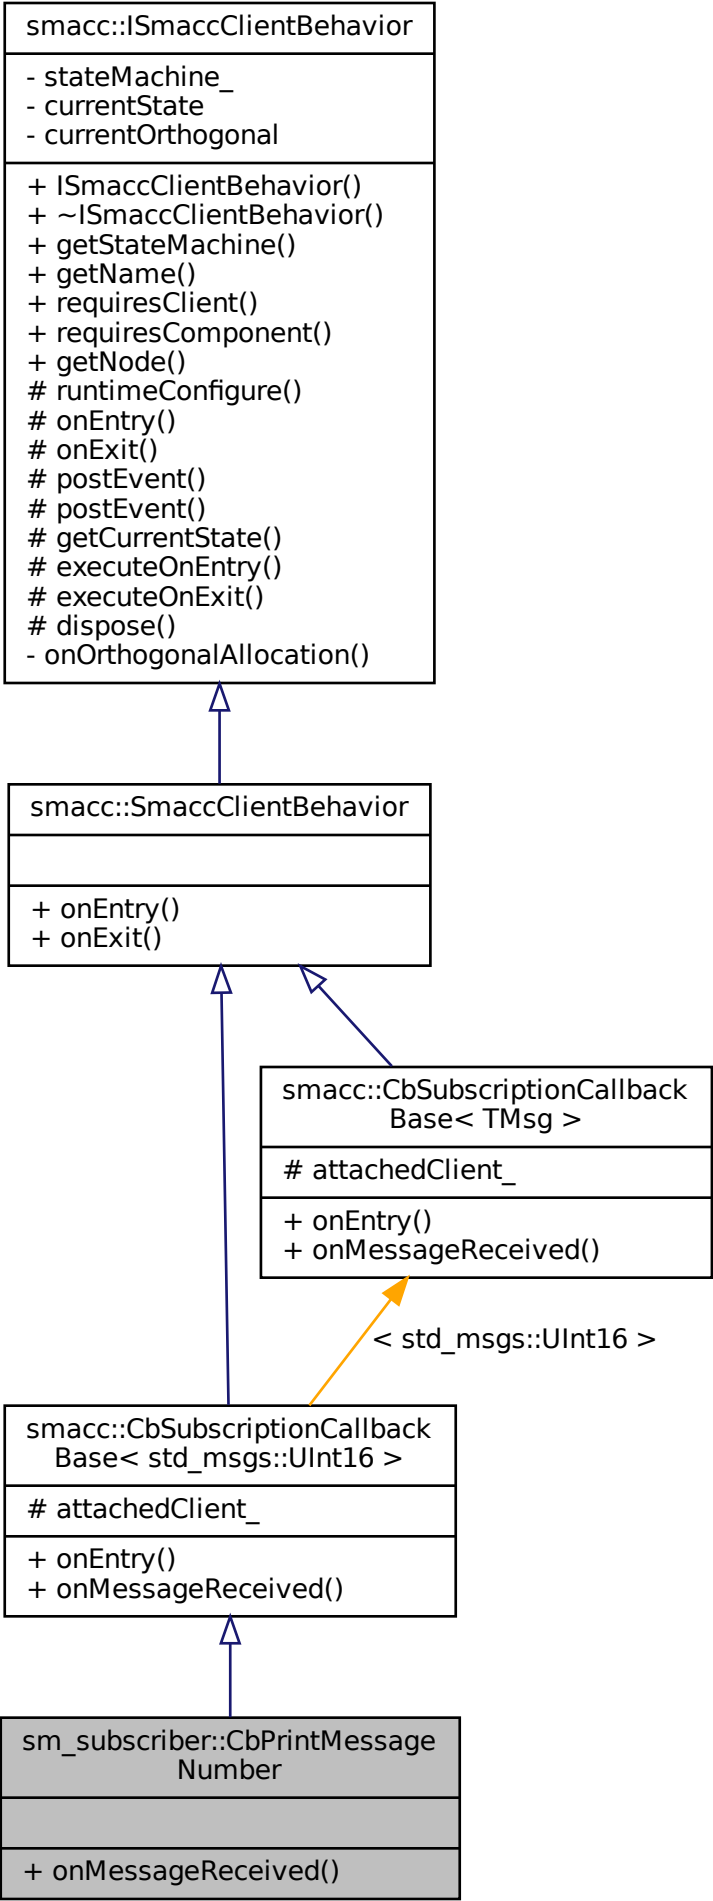 smacc::ISmaccClientBehavior
- stateMachine_
- currentState
- currentOrthogonal
+ ISmaccClientBehavior()
+ ~ISmaccClientBehavior()
+ getStateMachine()
+ getName()
+ requiresClient()
+ requiresComponent()
+ getNode()
# runtimeConfigure()
# onEntry()
# onExit()
# postEvent()
# postEvent()
# getCurrentState()
# executeOnEntry()
# executeOnExit()
# dispose()
- onOrthogonalAllocation()
smacc::SmaccClientBehavior
+ onEntry()
+ onExit()
smacc::CbSubscriptionCallback
Base< TMsg >
# attachedClient_
+ onEntry()
+ onMessageReceived()
< std_msgs::UInt16 >
smacc::CbSubscriptionCallback
Base< std_msgs::UInt16 >
# attachedClient_
+ onEntry()
+ onMessageReceived()
sm_subscriber::CbPrintMessage
Number
+ onMessageReceived()